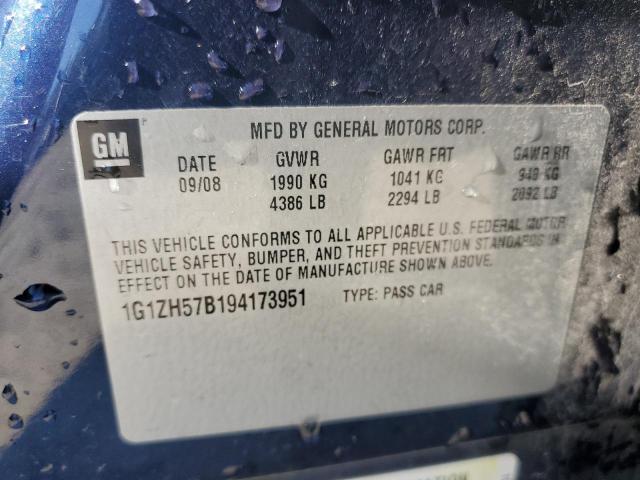 GM
MFD BY GENERAL MOTORS CORP.
DATE GVWR GAWR FRT GAWR RR
09/08 1990 KG 1041 KG 949 KG
4386 LB 2294 LB 2092 LB
THIS VEHICLE CONFORMS TO ALL APPLICABLE U.S. FEDERAL MOTOR
VEHICLE SAFETY, BUMPER, AND THEFT PREVENTION STANDARDS IN
EFFECT ON THE DATE OF MANUFACTURE SHOWN ABOVE.
1G1ZH57B194173951 TYPE: PASS CAR